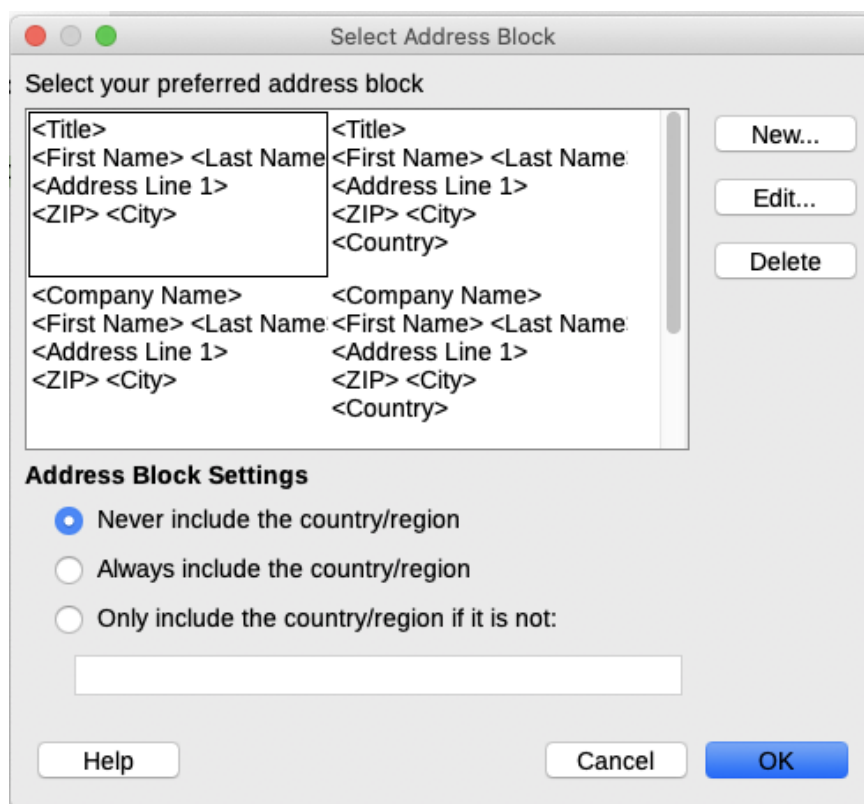 Select Address Block
Select your preferred address block
<Title>
<First Name> <Last Name
<Address Line 1>
<ZIP> <City>
<Title>
<First Name> <Last Name
<Address Line 1>
<ZIP> <City>
<Country>
<Company Name>
<First Name> <Last Name
<Address Line 1>
<ZIP> <City>
<Company Name>
<First Name> <Last Name
<Address Line 1>
<ZIP> <City>
<Country>
New...
Edit...
Delete
Address Block Settings
Never include the country/region
Always include the country/region
Only include the country/region if it is not:
Help
Cancel
OK